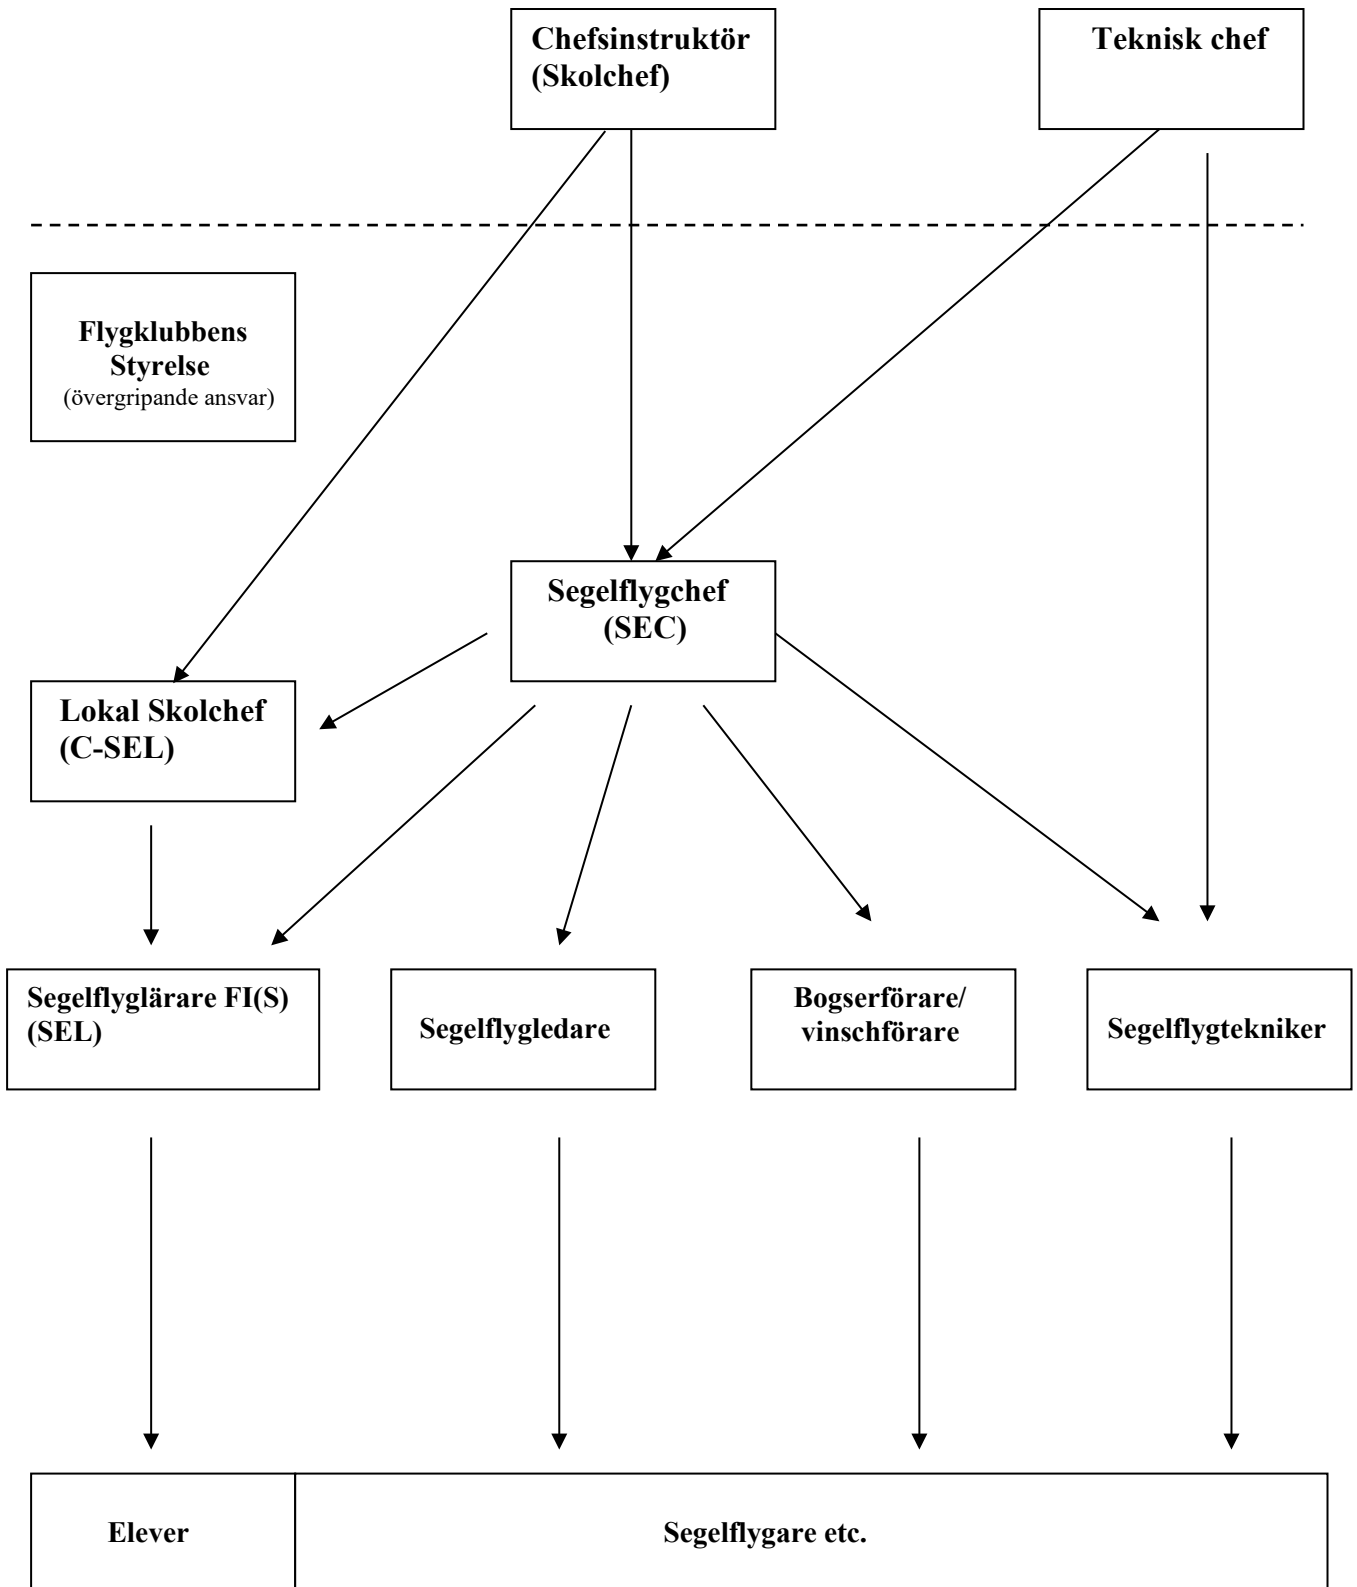 Chefsinstruktör
(Skolchef)
Teknisk chef
Flygklubbens
Styrelse
(övergripande ansvar)
Segelflygchef
(SEC)
Lokal Skolchef
(C-SEL)
Segelflyglärare FI(S)
(SEL)
Segelflygledare
Bogserförare/
vinschförare
Segelflygtekniker
Elever
Segelflygare etc.